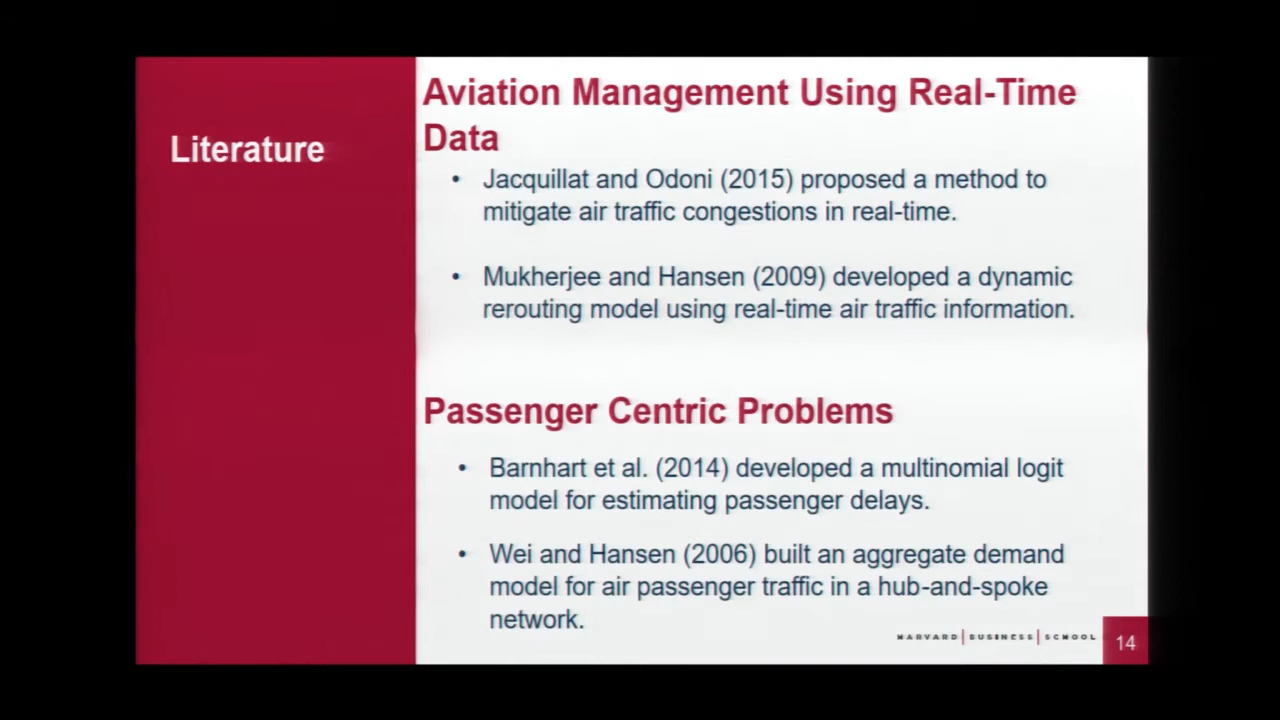 Literature
Aviation Management Using Real-Time
Data
• Jacquillat and Odoni (2015) proposed a method to
mitigate air traffic congestions in real-time.
• Mukherjee and Hansen (2009) developed a dynamic
rerouting model using real-time air traffic information.
Passenger Centric Problems
• Barnhart et al. (2014) developed a multinomial logit
model for estimating passenger delays.
• Wei and Hansen (2006) built an aggregate demand
model for air passenger traffic in a hub-and-spoke
network.
HARVARD | BUSINESS | SCHOOL
14